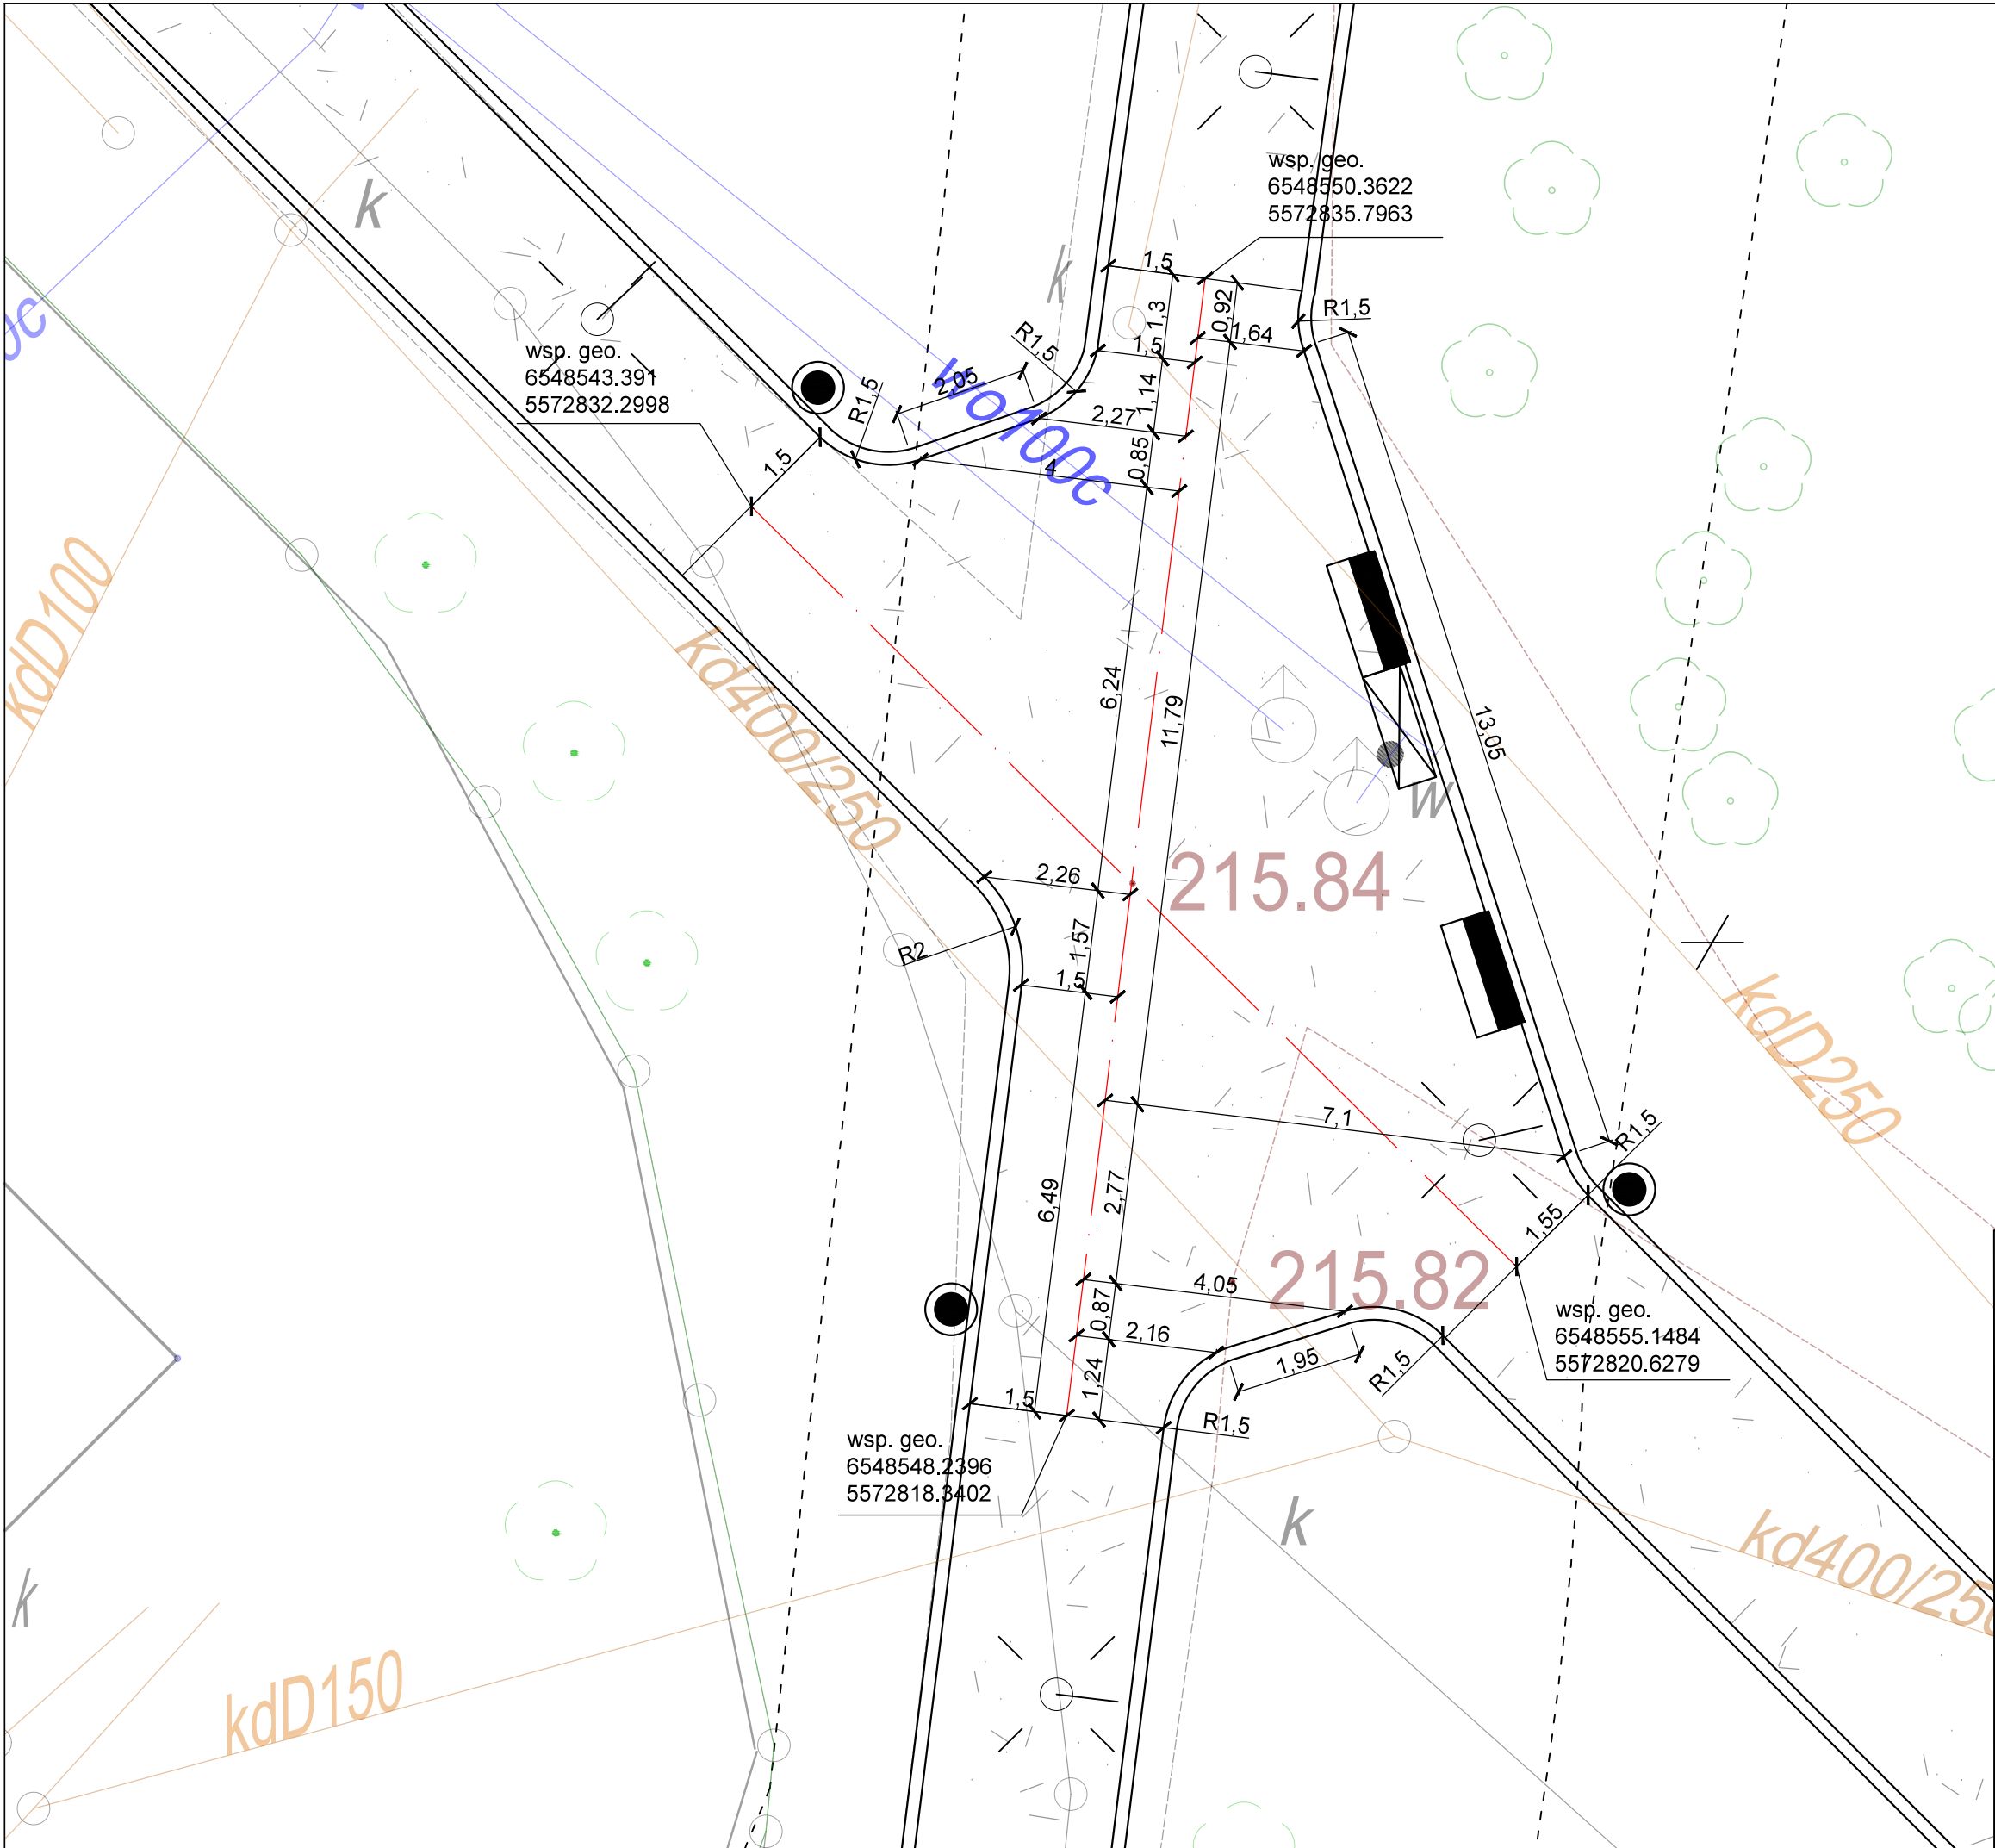 k
wsp. geo.
6548550.3622
5572835.7963
k
1,5
1,3
0,92
R1,5
1,64
R1,5
1,5
wsp. geo.
6548543.391
5572832.2998
2,05
R1,5
wo100c
1,14
2,27
0,85
1,5
4
kdD100
kd400/250
6,24
11,79
13,05
w
215.84
2,26
R2
1,57
1,5
kdD250
7,1
R1,5
6,49
2,77
1,55
215.82
4,05
0,87
2,16
wsp. geo.
6548555.1484
5572820.6279
1,24
1,95
R1,5
1,5
R1,5
wsp. geo.
6548548.2396
5572818.3402
k
kd400/250
k
kdD150